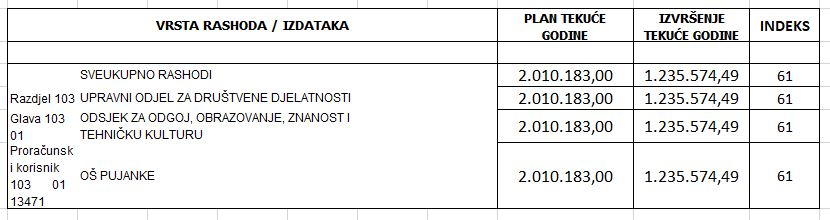 VRSTA RASHODA / IZDATAKA PLAN TEKUĆE GODINE IZVRŠENJE TEKUĆE GODINE INDEKS
SVEUKUPNO RASHODI 2.010.183,00 1.235.574,49 61
Razdjel 103 UPRAVNI ODJEL ZA DRUŠTVENE DJELATNOSTI 2.010.183,00 1.235.574,49 61
Glava 103 01 ODSJEK ZA ODGOJ, OBRAZOVANJE, ZNANOST I TEHNIČKU KULTURU 2.010.183,00 1.235.574,49 61
Proračunsk i korisnik 103 01 13471 OŠ PUJANKE 2.010.183,00 1.235.574,49 61